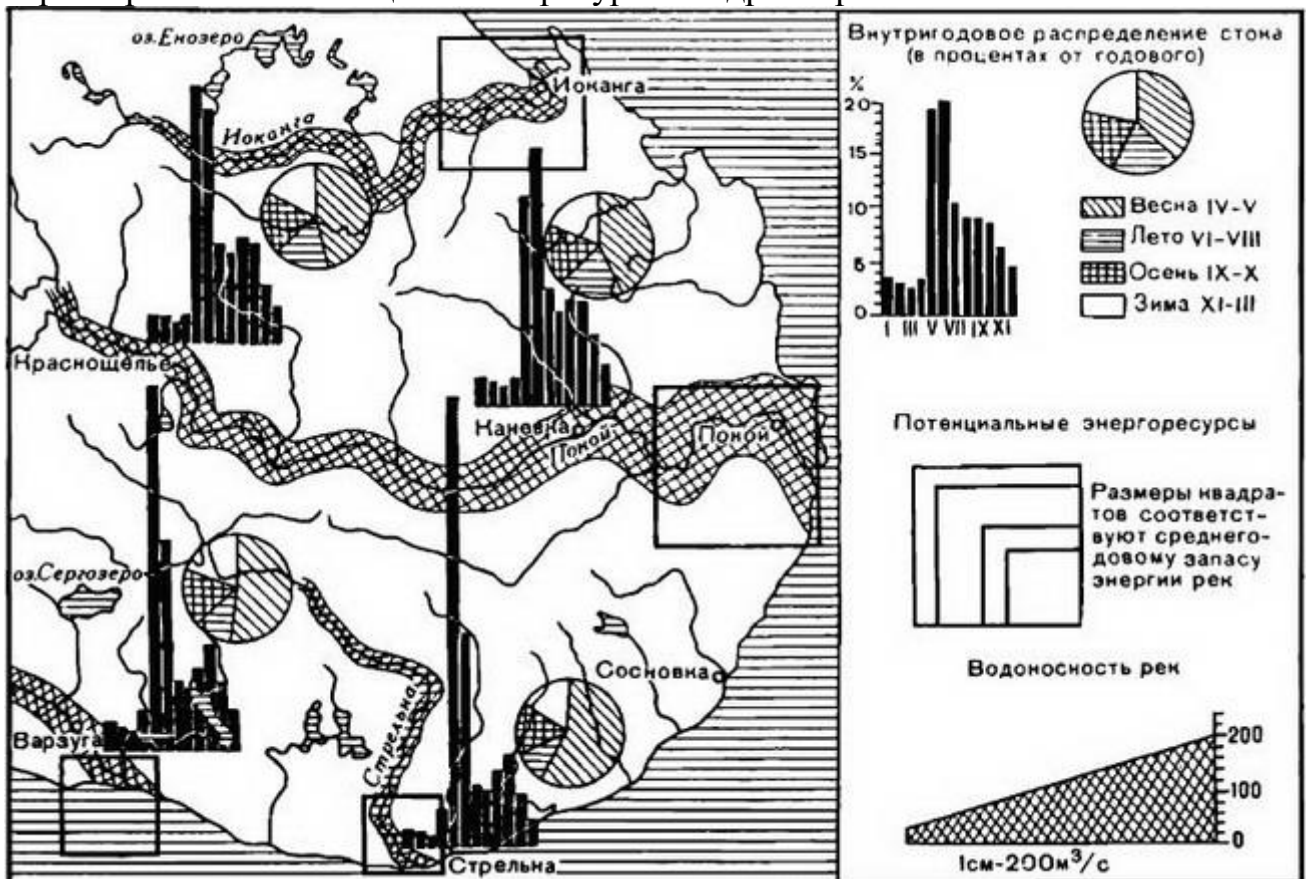 оз.Енозеро
Иоканга
Иоканга
Краснощелье
Каневка
Поной
Поной
оз.Сергозеро
Сосновка
Варзуга
Стрельна
Стрельна
Внутригодовое распределение стока
(в процентах от годового)
%
20
15
10
5
0
I III V VII IX XI
Весна IV-V
Лето VI-VIII
Осень IX-X
Зима XI-III
Потенциальные энергоресурсы
Размеры квадра-
тов соответст-
вуют среднего-
довому запасу
энергии рек
Водоносность рек
200
100
0
1см-200м³/с